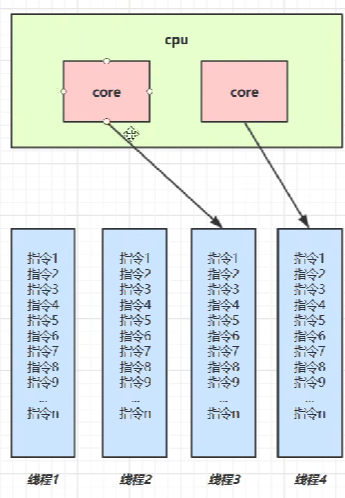 cpu
core core
指令1 指令1 指令1 指令1
指令2 指令2 指令2 指令2
指令3 指令3 指令3 指令3
指令4 指令4 指令4 指令4
指令5 指令5 指令5 指令5
指令6 指令6 指令6 指令6
指令7 指令7 指令7 指令7
指令8 指令8 指令8 指令8
指令9 指令9 指令9 指令9
... ... ... ...
指令n 指令n 指令n 指令n
线程1 线程2 线程3 线程4